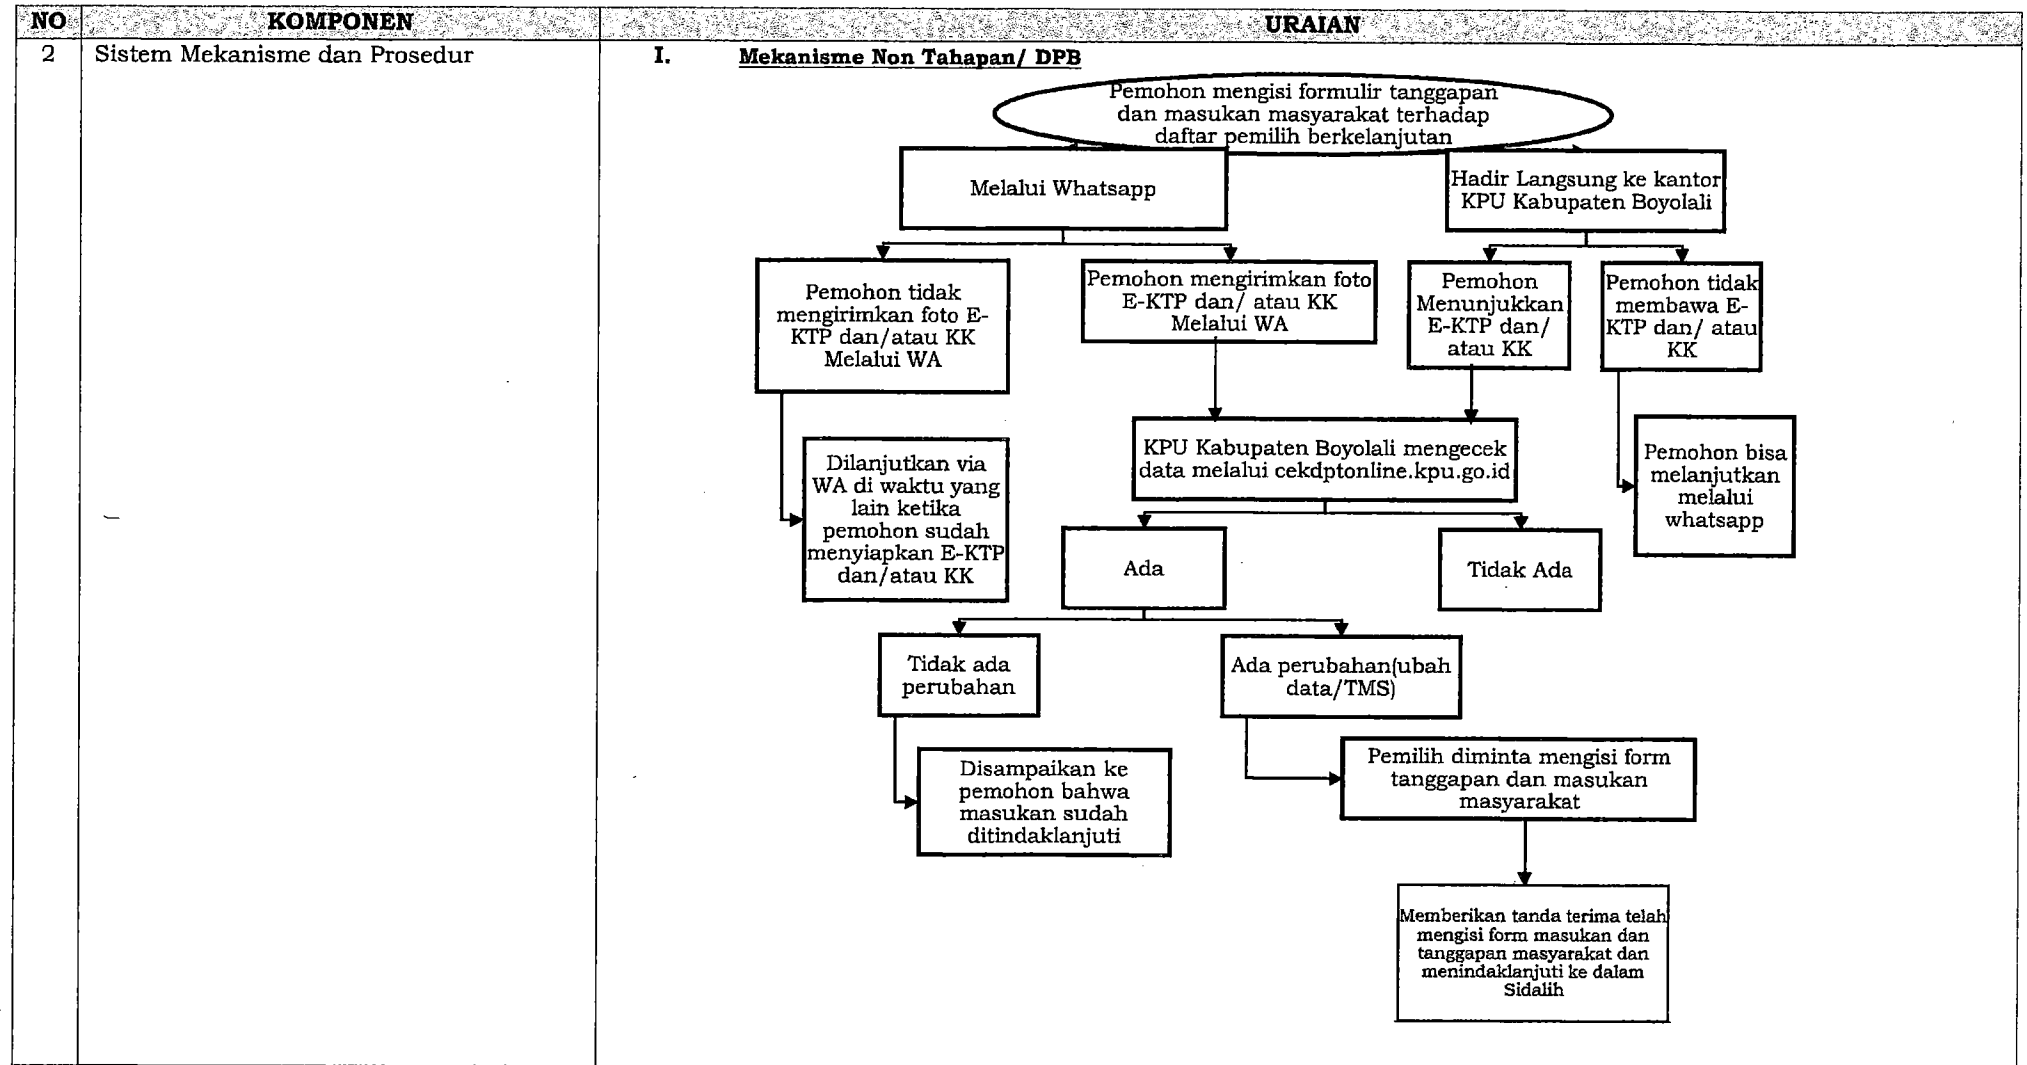 NO KOMPONEN URAIAN
2 Sistem Mekanisme dan Prosedur I. Mekanisme Non Tahapan/ DPB
Pemohon mengisi formulir tanggapan
dan masukan masyarakat terhadap
daftar pemilih berkelanjutan
Melalui Whatsapp
Hadir Langsung ke kantor
KPU Kabupaten Boyolali
Pemohon tidak
mengirimkan foto E-
KTP dan/atau KK
Melalui WA
Pemohon mengirimkan foto
E-KTP dan/ atau KK
Melalui WA
Pemohon
Menunjukkan
E-KTP dan/
atau KK
Pemohon tidak
membawa E-
KTP dan/ atau
KK
Dilanjutkan via
WA di waktu yang
lain ketika
pemohon sudah
menyiapkan E-KTP
dan/atau KK
KPU Kabupaten Boyolali mengecek
data melalui cekdptonline.kpu.go.id
Pemohon bisa
melanjutkan
melalui
whatsapp
Ada
Tidak Ada
Tidak ada
perubahan
Ada perubahan(ubah
data/TMS)
Disampaikan ke
pemohon bahwa
masukan sudah
ditindaklanjuti
Pemilih diminta mengisi form
tanggapan dan masukan
masyarakat
Memberikan tanda terima telah
mengisi form masukan dan
tanggapan masyarakat dan
menindaklanjuti ke dalam
Sidalih